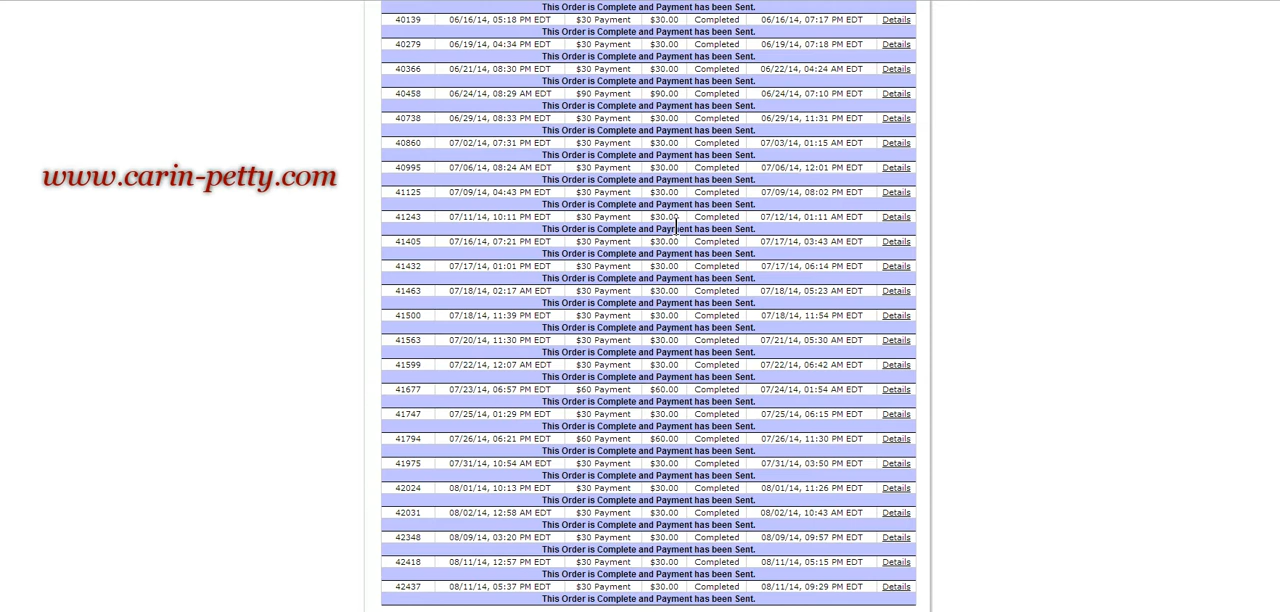 This Order is Complete and Payment has been Sent.
40139 06/16/14, 05:18 PM EDT $30 Payment $30.00 Completed 06/16/14, 07:17 PM EDT Details
This Order is Complete and Payment has been Sent.
40279 06/19/14, 04:34 PM EDT $30 Payment $30.00 Completed 06/19/14, 07:18 PM EDT Details
This Order is Complete and Payment has been Sent.
40366 06/21/14, 08:30 PM EDT $30 Payment $30.00 Completed 06/22/14, 04:24 AM EDT Details
This Order is Complete and Payment has been Sent.
40458 06/24/14, 08:29 AM EDT $90 Payment $90.00 Completed 06/24/14, 07:10 PM EDT Details
This Order is Complete and Payment has been Sent.
40738 06/29/14, 08:33 PM EDT $30 Payment $30.00 Completed 06/29/14, 11:31 PM EDT Details
This Order is Complete and Payment has been Sent.
40860 07/02/14, 07:31 PM EDT $30 Payment $30.00 Completed 07/03/14, 01:15 AM EDT Details
This Order is Complete and Payment has been Sent.
40995 07/06/14, 08:24 AM EDT $30 Payment $30.00 Completed 07/06/14, 12:01 PM EDT Details
www.carin-petty.com
This Order is Complete and Payment has been Sent.
41125 07/09/14, 04:43 PM EDT $30 Payment $30.00 Completed 07/09/14, 08:02 PM EDT Details
This Order is Complete and Payment has been Sent.
41243 07/11/14, 10:11 PM EDT $30 Payment $30.00 Completed 07/12/14, 01:11 AM EDT Details
This Order is Complete and Payment has been Sent.
41405 07/16/14, 07:21 PM EDT $30 Payment $30.00 Completed 07/17/14, 03:43 AM EDT Details
This Order is Complete and Payment has been Sent.
41432 07/17/14, 01:01 PM EDT $30 Payment $30.00 Completed 07/17/14, 06:14 PM EDT Details
This Order is Complete and Payment has been Sent.
41463 07/18/14, 02:17 AM EDT $30 Payment $30.00 Completed 07/18/14, 05:23 AM EDT Details
This Order is Complete and Payment has been Sent.
41500 07/18/14, 11:39 PM EDT $30 Payment $30.00 Completed 07/18/14, 11:54 PM EDT Details
This Order is Complete and Payment has been Sent.
41563 07/20/14, 11:30 PM EDT $30 Payment $30.00 Completed 07/21/14, 05:30 AM EDT Details
This Order is Complete and Payment has been Sent.
41599 07/22/14, 12:07 AM EDT $30 Payment $30.00 Completed 07/22/14, 06:42 AM EDT Details
This Order is Complete and Payment has been Sent.
41677 07/23/14, 06:57 PM EDT $60 Payment $60.00 Completed 07/24/14, 01:54 AM EDT Details
This Order is Complete and Payment has been Sent.
41747 07/25/14, 01:29 PM EDT $30 Payment $30.00 Completed 07/25/14, 06:15 PM EDT Details
This Order is Complete and Payment has been Sent.
41794 07/26/14, 06:21 PM EDT $60 Payment $60.00 Completed 07/26/14, 11:30 PM EDT Details
This Order is Complete and Payment has been Sent.
41975 07/31/14, 10:54 AM EDT $30 Payment $30.00 Completed 07/31/14, 03:50 PM EDT Details
This Order is Complete and Payment has been Sent.
42024 08/01/14, 10:13 PM EDT $30 Payment $30.00 Completed 08/01/14, 11:26 PM EDT Details
This Order is Complete and Payment has been Sent.
42031 08/02/14, 12:58 AM EDT $30 Payment $30.00 Completed 08/02/14, 10:43 AM EDT Details
This Order is Complete and Payment has been Sent.
42348 08/09/14, 03:20 PM EDT $30 Payment $30.00 Completed 08/09/14, 09:57 PM EDT Details
This Order is Complete and Payment has been Sent.
42418 08/11/14, 12:57 PM EDT $30 Payment $30.00 Completed 08/11/14, 05:15 PM EDT Details
This Order is Complete and Payment has been Sent.
42437 08/11/14, 05:37 PM EDT $30 Payment $30.00 Completed 08/11/14, 09:29 PM EDT Details
This Order is Complete and Payment has been Sent.